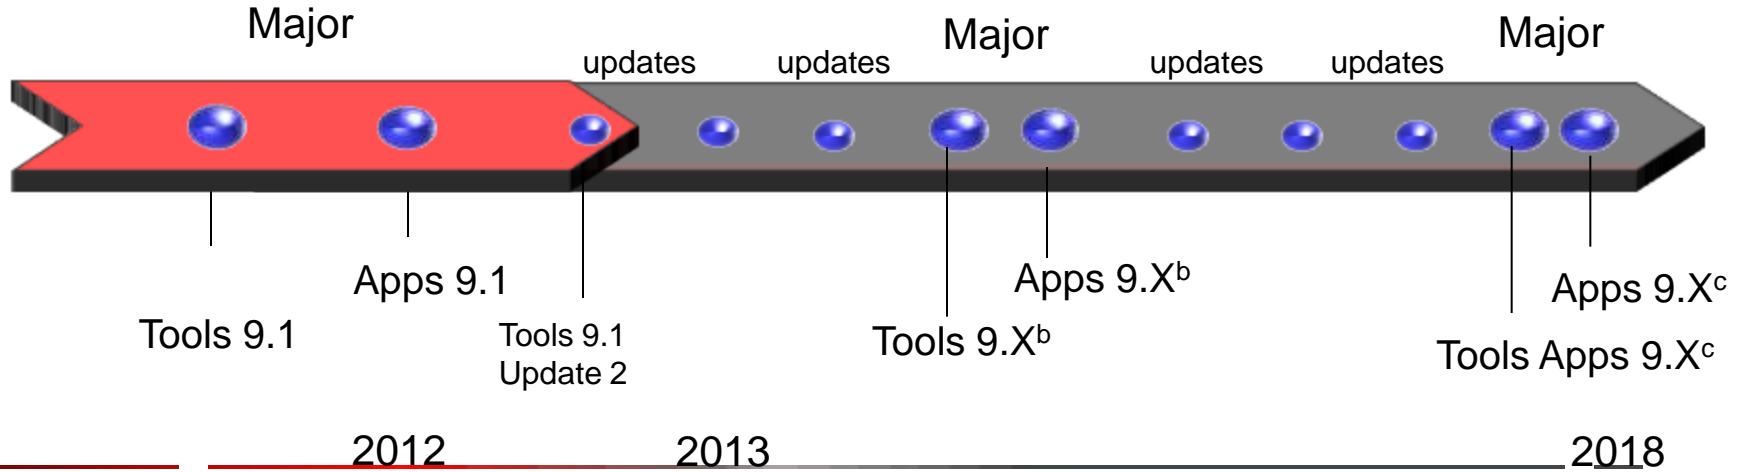 Major
Major
Major
updates
updates
updates
updates
Apps 9.1
Apps 9.Xᵇ
Apps 9.Xᶜ
Tools 9.1
Tools 9.1
Update 2
Tools 9.Xᵇ
Tools Apps 9.Xᶜ
2012
2013
2018